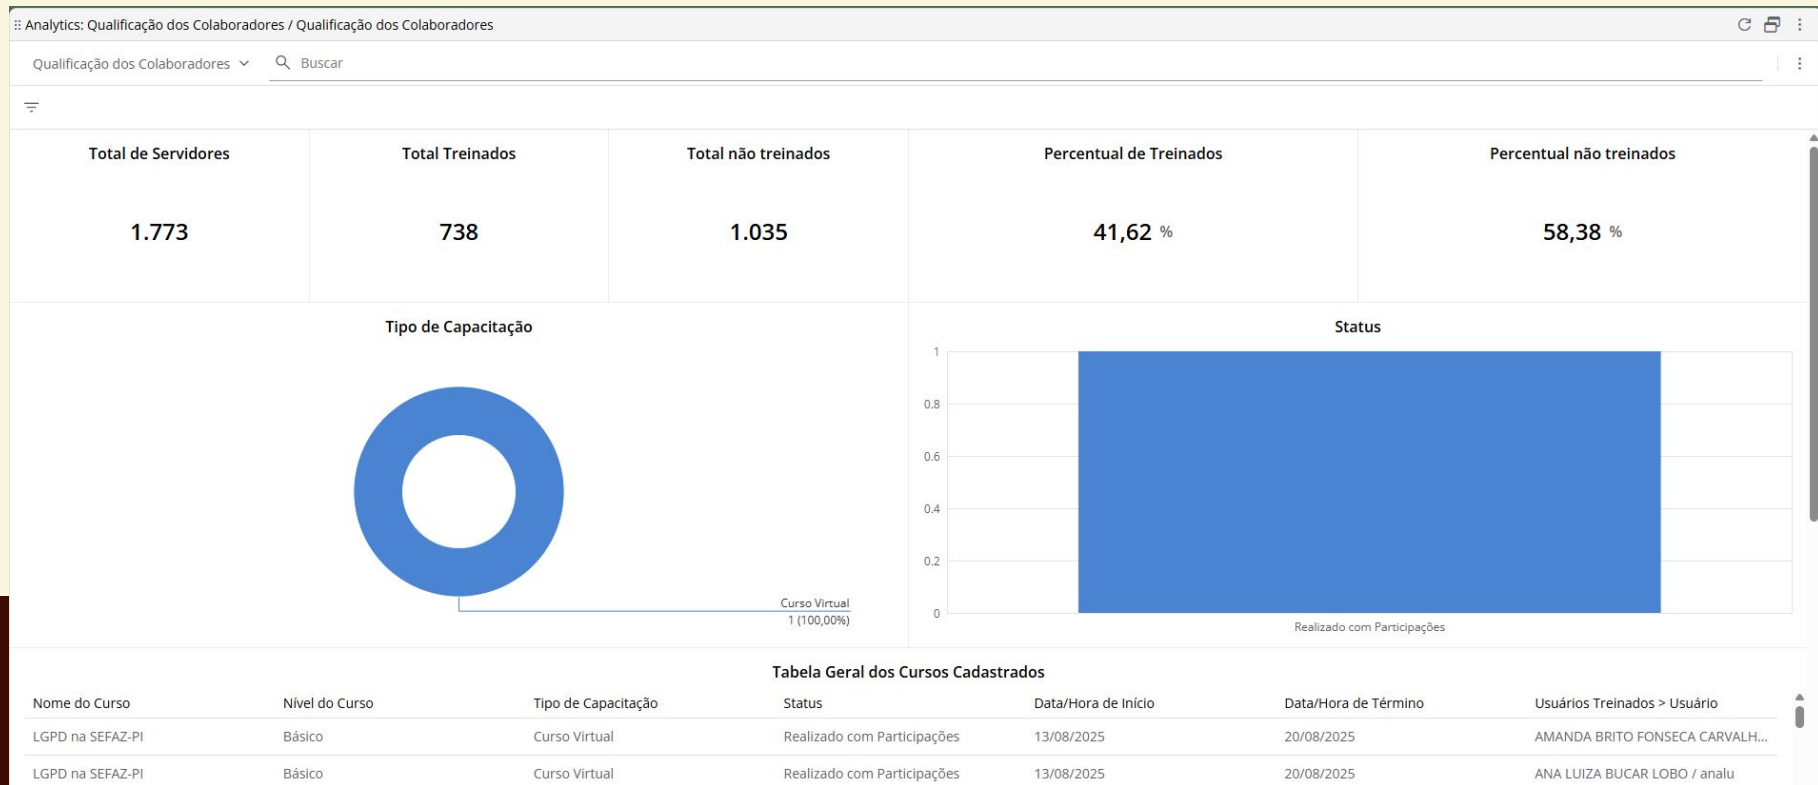 Analytics: Qualificação dos Colaboradores / Qualificação dos Colaboradores
Qualificação dos Colaboradores Buscar
Total de Servidores Total Treinados Total não treinados Percentual de Treinados Percentual não treinados
1.773 738 1.035 41,62 % 58,38 %
Tipo de Capacitação
Curso Virtual
1 (100,00%)
Status
1
0.8
0.6
0.4
0.2
0
Realizado com Participações
Tabela Geral dos Cursos Cadastrados
Nome do Curso Nível do Curso Tipo de Capacitação Status Data/Hora de Início Data/Hora de Término Usuários Treinados > Usuário
LGPD na SEFAZ-PI Básico Curso Virtual Realizado com Participações 13/08/2025 20/08/2025 AMANDA BRITO FONSECA CARVALH...
LGPD na SEFAZ-PI Básico Curso Virtual Realizado com Participações 13/08/2025 20/08/2025 ANA LUIZA BUCAR LOBO / analu